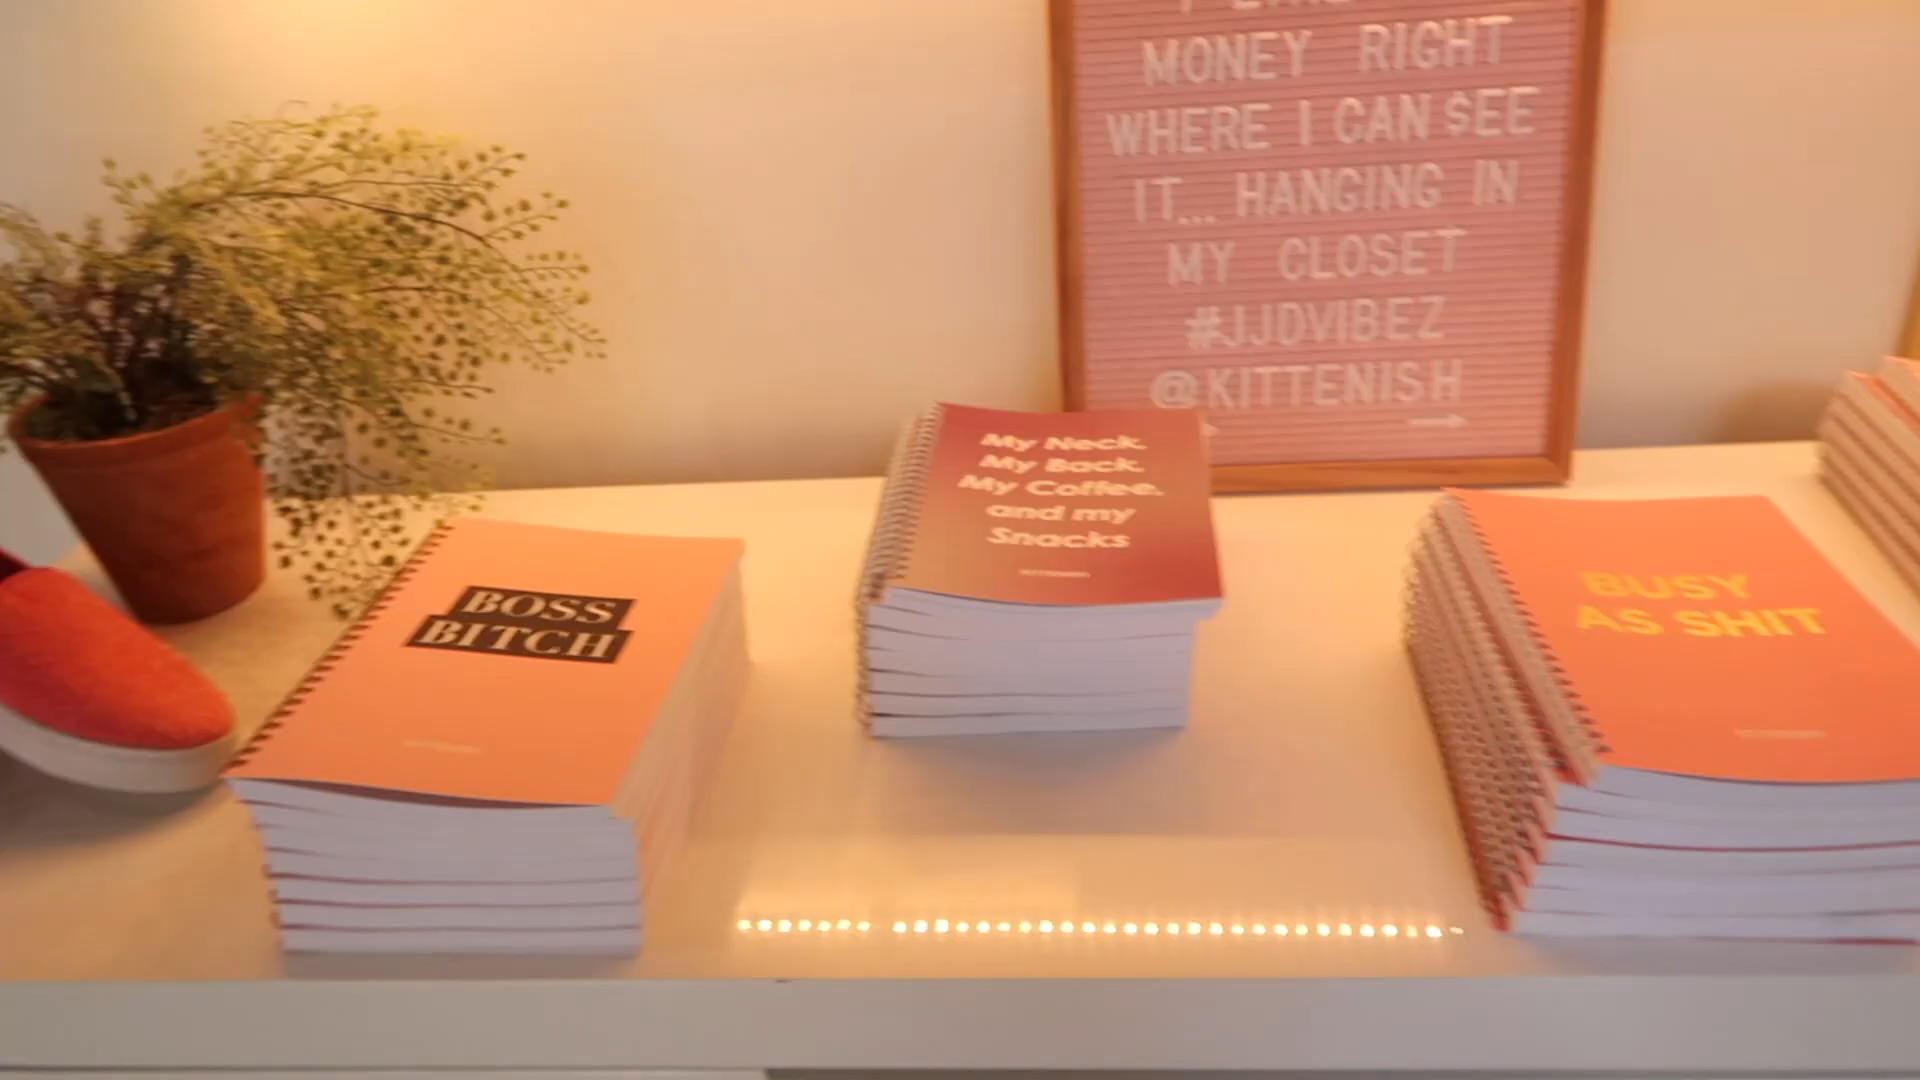 MONEY RIGHT
WHERE I CAN $EE
IT... HANGING IN
MY CLOSET
#JJDVIBEZ
@KITTENISH
My Neck,
My Back,
My Coffee,
and my
Snacks
BOSS
BITCH
BUSY
AS SHIT